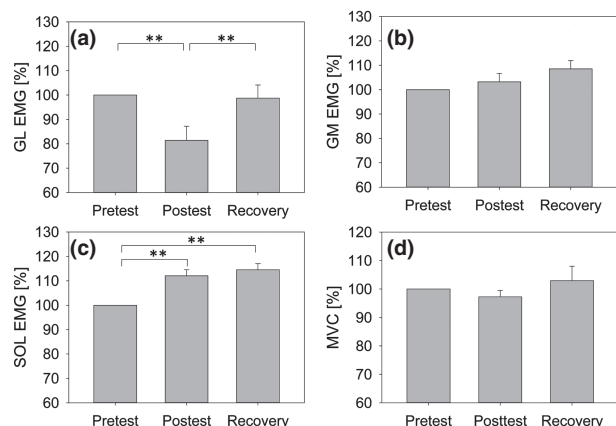 (a)
GL EMG [%]
130
120
110
100
90
80
70
60
** **
Pretest Postest Recovery
(b)
GM EMG [%]
130
120
110
100
90
80
70
60
Pretest Postest Recovery
(c)
SOL EMG [%]
130
120
110
100
90
80
70
60
**
**
Pretest Postest Recovery
(d)
MVC [%]
120
110
100
90
80
70
60
Pretest Posttest Recovery